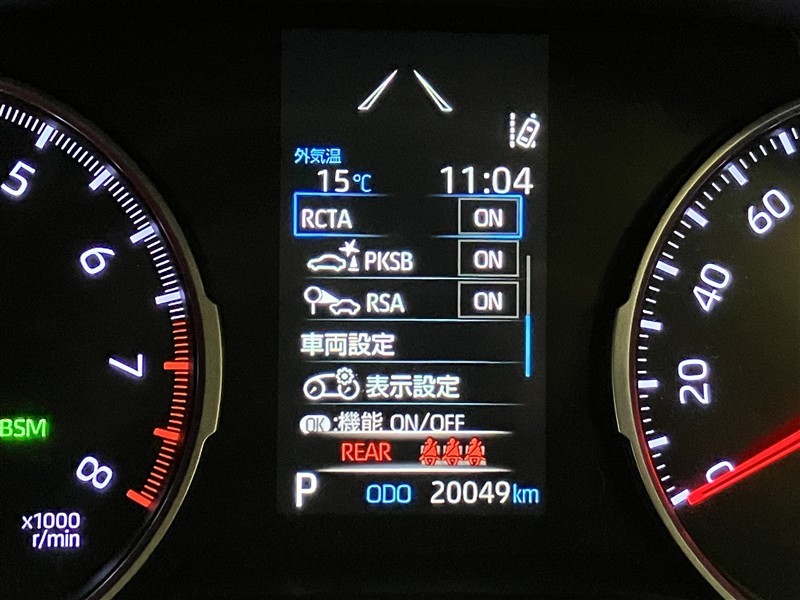 外気温
15℃ 11:04
RCTA ON
PKSB ON
RSA ON
車両設定
表示設定
OK:機能 ON/OFF
REAR
P ODO 20049km
5
6
7
8
x1000
r/min
BSM
60
40
20
0